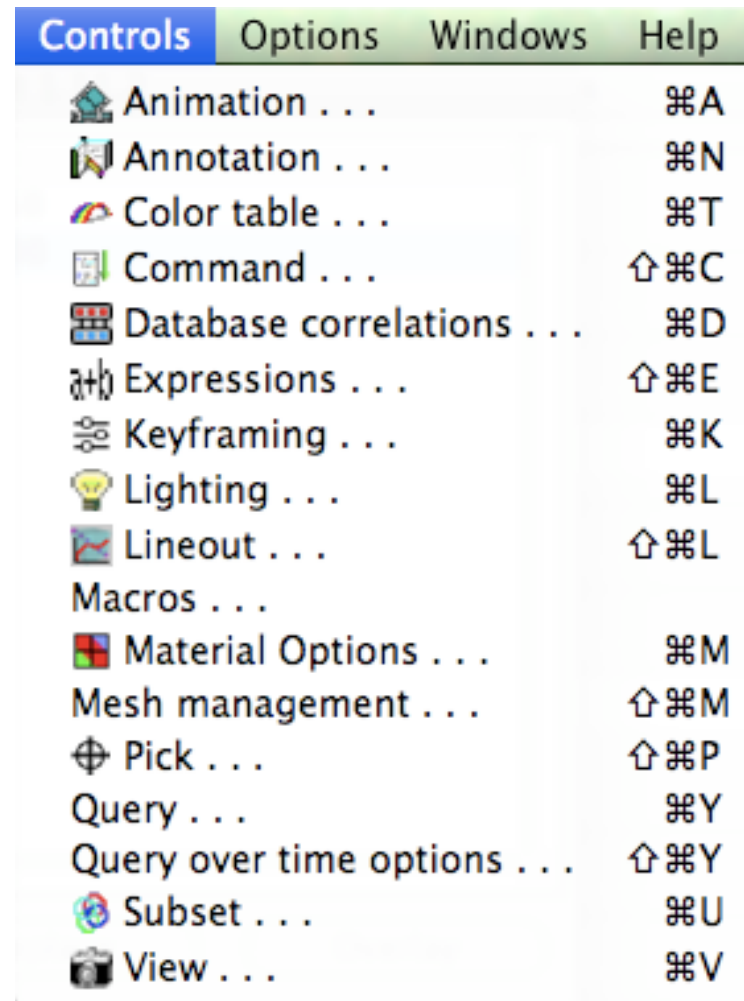 Controls Options Windows Help
Animation . . . ⌘A
Annotation . . . ⌘N
Color table . . . ⌘T
Command . . . ⇧⌘C
Database correlations . . . ⌘D
a+b Expressions . . . ⇧⌘E
Keyframing . . . ⌘K
Lighting . . . ⌘L
Lineout . . . ⇧⌘L
Macros . . .
Material Options . . . ⌘M
Mesh management . . . ⇧⌘M
Pick . . . ⇧⌘P
Query . . . ⌘Y
Query over time options . . . ⇧⌘Y
Subset . . . ⌘U
View . . . ⌘V